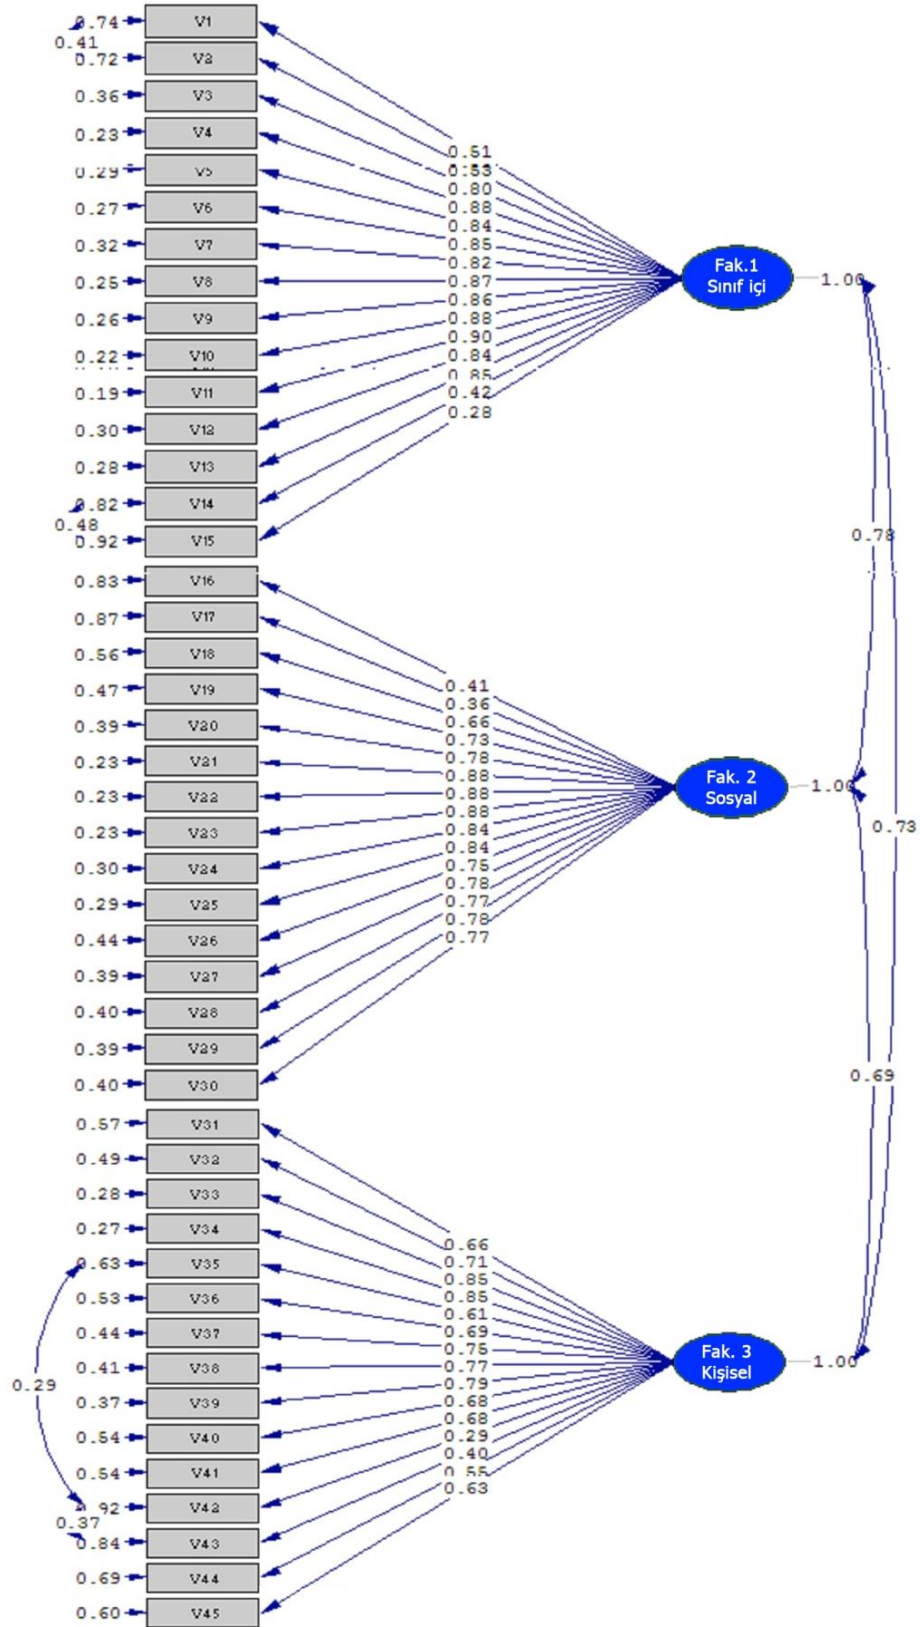 0.74 V1
0.41
0.72 V2
0.36 V3
0.23 V4
0.29 V5
0.27 V6
0.32 V7
0.25 V8
0.26 V9
0.22 V10
0.19 V11
0.30 V12
0.28 V13
0.82 V14
0.48
0.92 V15
0.51
0.53
0.80
0.88
0.84
0.85
0.82
0.87
0.86
0.88
0.90
0.84
0.85
0.42
0.28
Fak.1
Sınıf içi
1.00
0.83 V16
0.87 V17
0.56 V18
0.47 V19
0.39 V20
0.23 V21
0.23 V22
0.23 V23
0.30 V24
0.29 V25
0.44 V26
0.39 V27
0.40 V28
0.39 V29
0.40 V30
0.41
0.36
0.66
0.73
0.78
0.88
0.88
0.88
0.84
0.84
0.75
0.78
0.77
0.78
0.77
Fak. 2
Sosyal
1.00
0.78
0.73
0.69
0.57 V31
0.49 V32
0.28 V33
0.27 V34
0.63 V35
0.53 V36
0.44 V37
0.41 V38
0.29
0.37 V39
0.54 V40
0.54 V41
0.92 V42
0.37
0.84 V43
0.69 V44
0.60 V45
0.66
0.71
0.85
0.85
0.61
0.69
0.75
0.77
0.79
0.68
0.68
0.29
0.40
0.55
0.63
Fak. 3
Kişisel
1.00